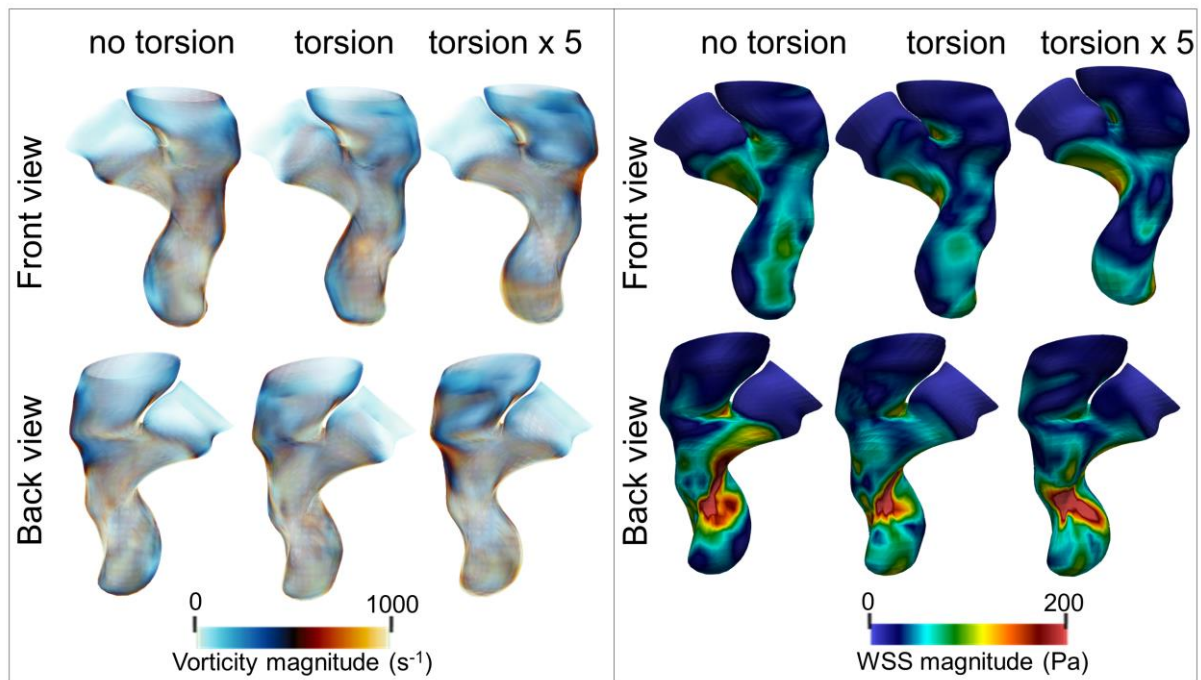 no torsion torsion torsion x 5
Front view
Back view
0 1000
Vorticity magnitude (s⁻¹)
no torsion torsion torsion x 5
Front view
Back view
0 200
WSS magnitude (Pa)